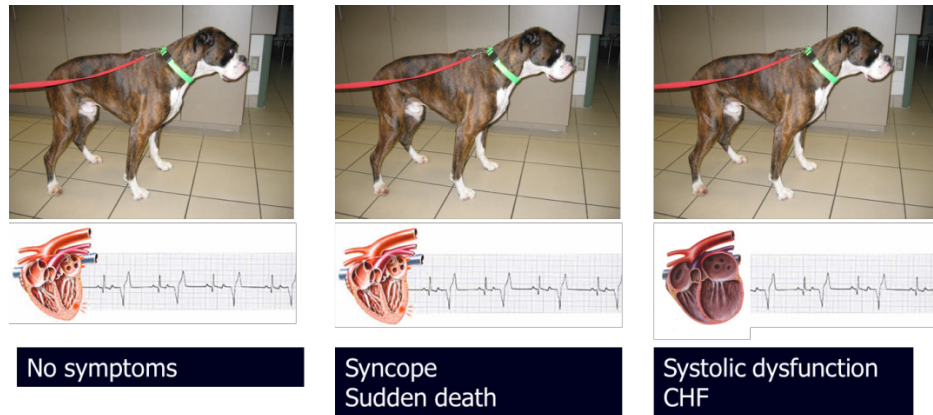 No symptoms
Syncope
Sudden death
Systolic dysfunction
CHF